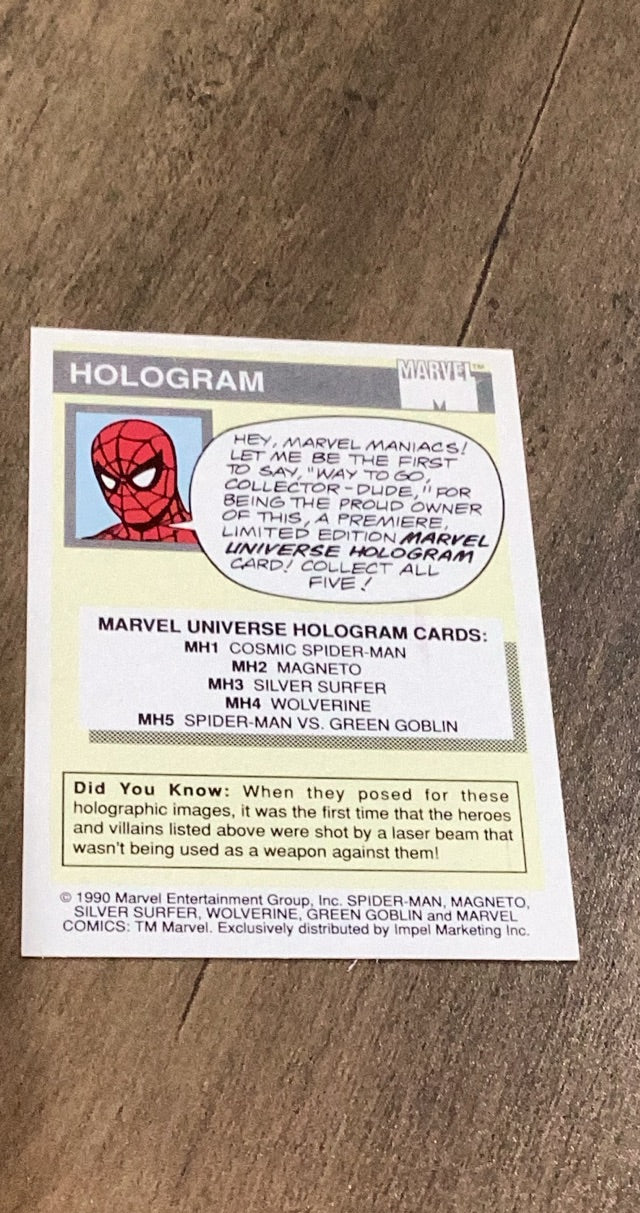 HOLOGRAM
MARVEL™
M
HEY, MARVEL MANIACS!
LET ME BE THE FIRST
TO SAY, "WAY TO GO,
COLLECTOR-DUDE," FOR
BEING THE PROUD OWNER
OF THIS, A PREMIERE,
LIMITED EDITION MARVEL
UNIVERSE HOLOGRAM
CARD! COLLECT ALL
FIVE!
MARVEL UNIVERSE HOLOGRAM CARDS:
MH1 COSMIC SPIDER-MAN
MH2 MAGNETO
MH3 SILVER SURFER
MH4 WOLVERINE
MH5 SPIDER-MAN VS. GREEN GOBLIN
Did You Know: When they posed for these
holographic images, it was the first time that the heroes
and villains listed above were shot by a laser beam that
wasn't being used as a weapon against them!
© 1990 Marvel Entertainment Group, Inc. SPIDER-MAN, MAGNETO,
SILVER SURFER, WOLVERINE, GREEN GOBLIN and MARVEL
COMICS: TM Marvel. Exclusively distributed by Impel Marketing Inc.